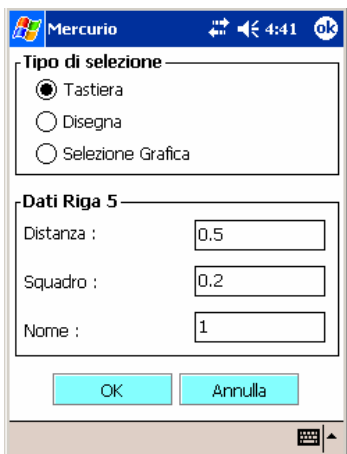 Mercurio 4:41 ok
Tipo di selezione
Tastiera
Disegna
Selezione Grafica
Dati Riga 5
Distanza : 0.5
Squadro : 0.2
Nome : 1
OK Annulla